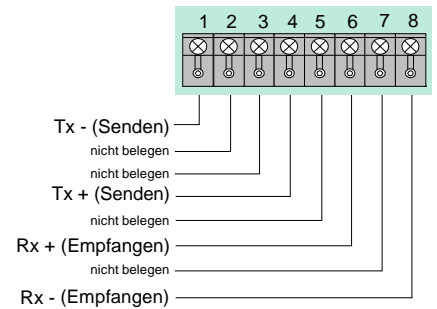 1 2 3 4 5 6 7 8
Tx - (Senden)
nicht belegen
nicht belegen
Tx + (Senden)
nicht belegen
Rx + (Empfangen)
nicht belegen
Rx - (Empfangen)